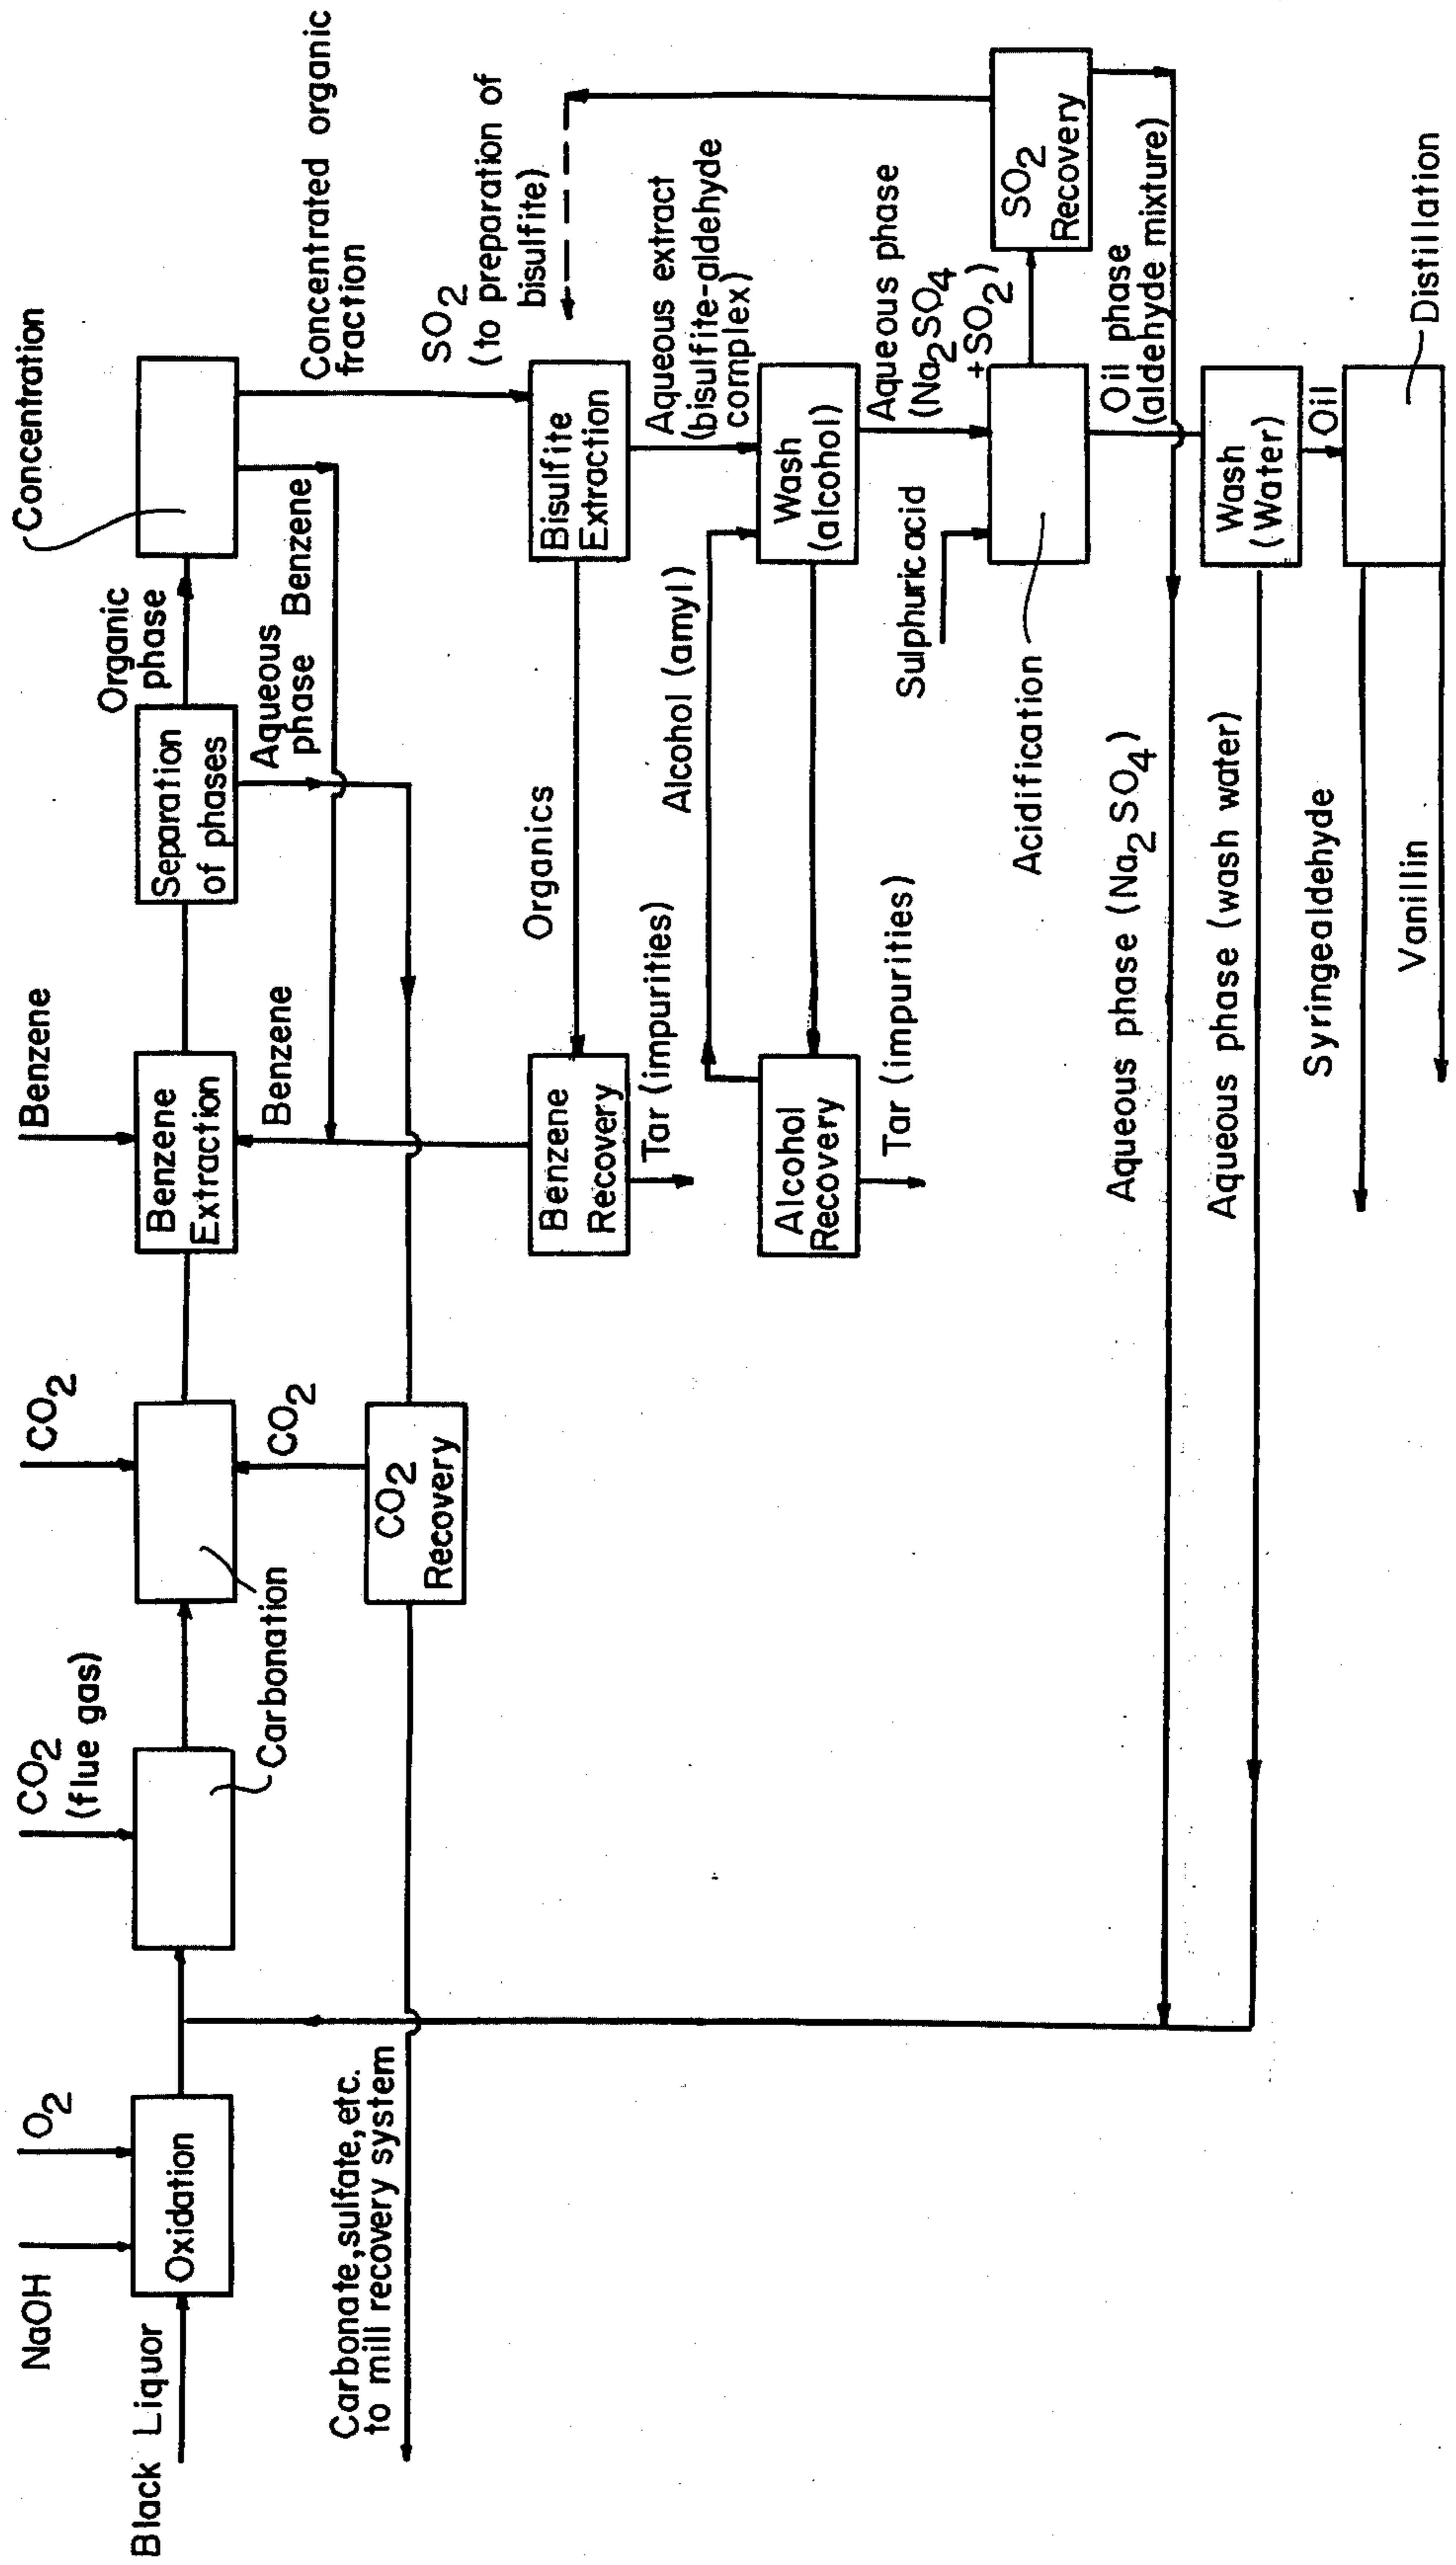 NaOH
O2
CO2
(flue gas)
CO2
Benzene
Concentration
Black Liquor
Oxidation
Carbonation
Benzene
Extraction
Separation
of phases
Organic
phase
CO2
Benzene
Aqueous
phase
Benzene
Concentrated organic
fraction
Carbonate, sulfate, etc.
to mill recovery system
CO2
Recovery
SO2
(to preparation of
bisulfite)
Organics
Bisulfite
Extraction
Benzene
Recovery
Tar (impurities)
Aqueous extract
(bisulfite-aldehyde
complex)
Alcohol (amyl)
Wash
(alcohol)
Alcohol
Recovery
Tar (impurities)
Aqueous phase
(Na2SO4
+SO2)
Sulphuric acid
Acidification
SO2
Recovery
Oil phase
(aldehyde mixture)
Aqueous phase (Na2SO4)
Aqueous phase (wash water)
Wash
(Water)
Oil
Syringealdehyde
Vanillin
Distillation